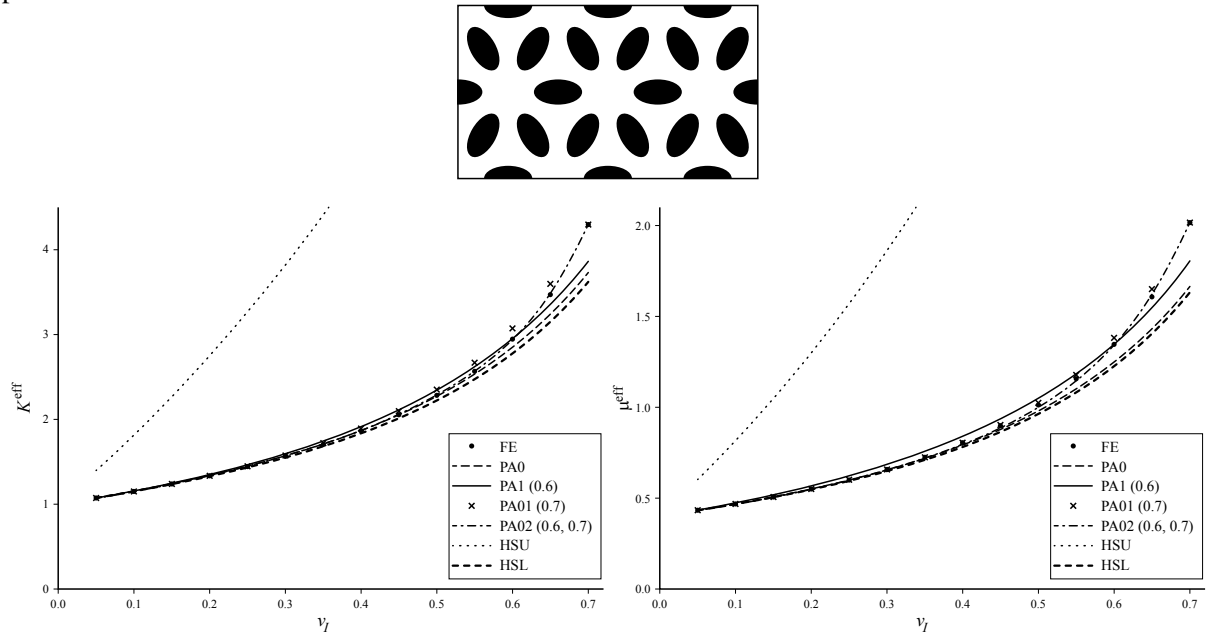 4
3
2
1
0
K^eff
0.0 0.1 0.2 0.3 0.4 0.5 0.6 0.7
v_I
FE
PA0
PA1 (0.6)
PA01 (0.7)
PA02 (0.6, 0.7)
HSU
HSL
2.0
1.5
1.0
0.5
0.0
μ^eff
0.0 0.1 0.2 0.3 0.4 0.5 0.6 0.7
v_I
FE
PA0
PA1 (0.6)
PA01 (0.7)
PA02 (0.6, 0.7)
HSU
HSL